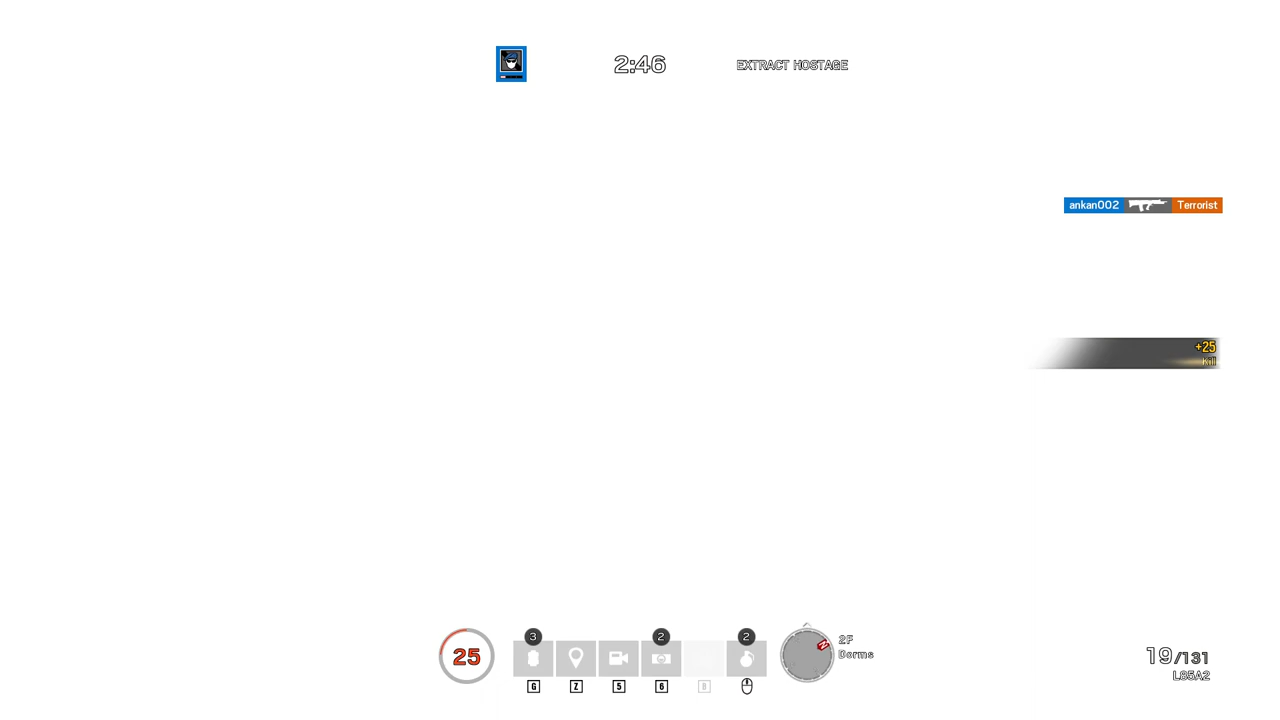 2:46
EXTRACT HOSTAGE
ankan002 Terrorist
+25
Kill
3 2 2
25
G Z 5 6 8
N
2F
Dorms
19/131
L85A2